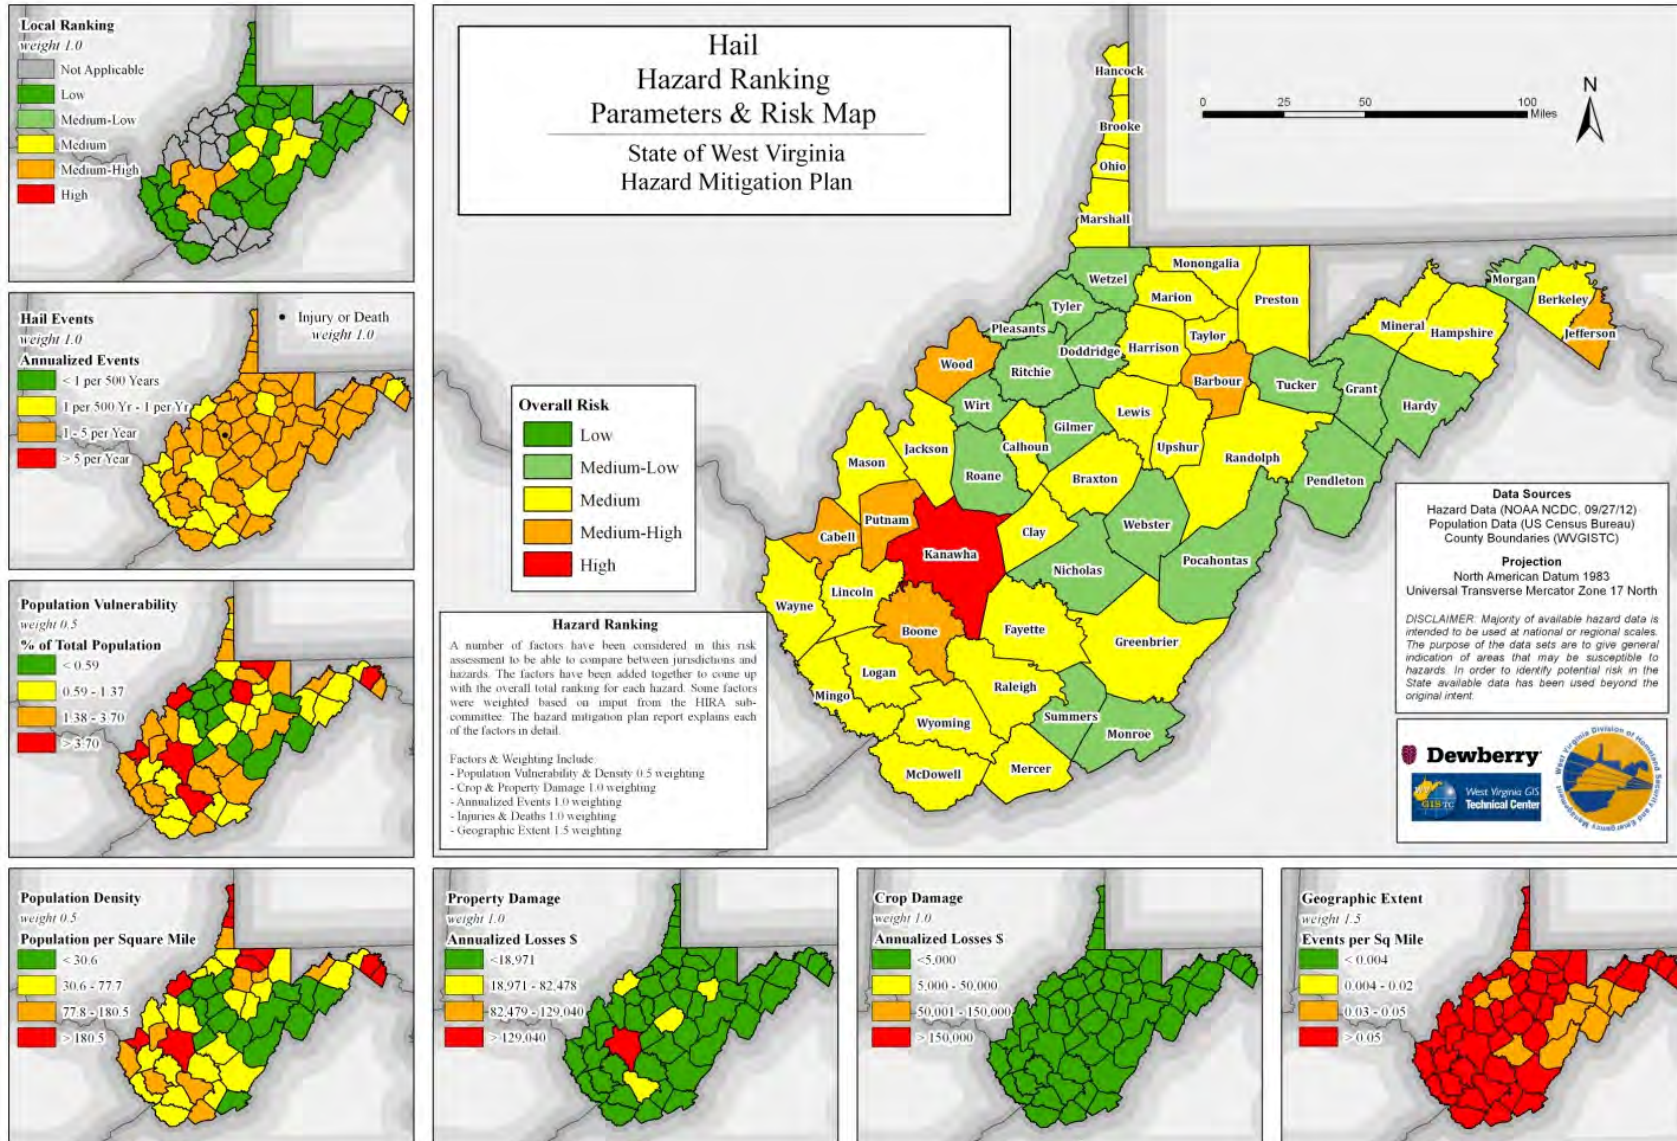 Local Ranking
weight 1.0
Not Applicable
Low
Medium-Low
Medium
Medium-High
High
Hail Events
weight 1.0
Annualized Events
< 1 per 500 Years
1 per 500 Yr - 1 per Yr
1 - 5 per Year
> 5 per Year
Injury or Death
weight 1.0
Population Vulnerability
weight 0.5
% of Total Population
< 0.59
0.59 - 1.37
1.38 - 3.70
> 3.70
Population Density
weight 0.5
Population per Square Mile
< 30.6
30.6 - 77.7
77.8 - 180.5
> 180.5
Hail
Hazard Ranking
Parameters & Risk Map
State of West Virginia
Hazard Mitigation Plan
0 25 50 100
Miles
N
Hancock
Brooke
Ohio
Marshall
Wetzel
Monongalia
Marion
Preston
Morgan
Berkeley
Jefferson
Tyler
Pleasants
Doddridge
Harrison
Taylor
Mineral
Hampshire
Wood
Ritchie
Barbour
Tucker
Grant
Hardy
Wirt
Gilmer
Lewis
Upshur
Randolph
Jackson
Calhoun
Mason
Roane
Braxton
Pendleton
Putnam
Cabell
Kanawha
Clay
Webster
Nicholas
Pocahontas
Wayne
Lincoln
Boone
Fayette
Greenbrier
Logan
Mingo
Raleigh
Wyoming
Summers
Monroe
McDowell
Mercer
Overall Risk
Low
Medium-Low
Medium
Medium-High
High
Hazard Ranking
A number of factors have been considered in this risk
assessment to be able to compare between jurisdictions and
hazards. The factors have been added together to come up
with the overall total ranking for each hazard. Some factors
were weighted based on imput from the HIRA sub-
committee. The hazard mitigation plan report explains each
of the factors in detail.
Factors & Weighting Include
- Population Vulnerability & Density 0.5 weighting
- Crop & Property Damage 1.0 weighting
- Annualized Events 1.0 weighting
- Injuries & Deaths 1.0 weighting
- Geographic Extent 1.5 weighting
Data Sources
Hazard Data (NOAA NCDC, 09/27/12)
Population Data (US Census Bureau)
County Boundaries (WVGISTC)
Projection
North American Datum 1983
Universal Transverse Mercator Zone 17 North
DISCLAIMER: Majority of available hazard data is
intended to be used at national or regional scales.
The purpose of the data sets are to give general
indication of areas that may be susceptible to
hazards. In order to identify potential risk in the
State available data has been used beyond the
original intent.
Dewberry
GISTC
West Virginia GIS
Technical Center
West Virginia Division of Homeland Security and Emergency Management
Property Damage
weight 1.0
Annualized Losses $
<18,971
18,971 - 82,478
82,479 - 129,040
> 129,040
Crop Damage
weight 1.0
Annualized Losses $
<5,000
5,000 - 50,000
50,001 - 150,000
> 150,000
Geographic Extent
weight 1.5
Events per Sq Mile
< 0.004
0.004 - 0.02
0.03 - 0.05
> 0.05